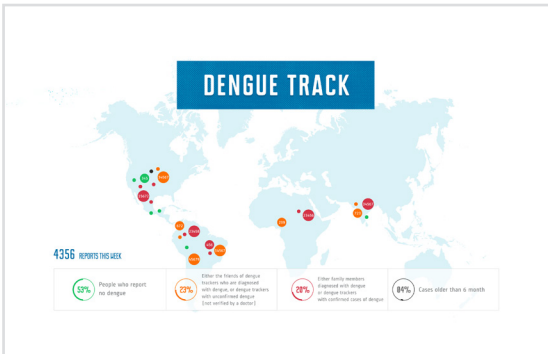 DENGUE TRACK
4356 REPORTS THIS WEEK
53%
People who report
no dengue
23%
Either the friends of dengue
trackers who are diagnosed
with dengue, or dengue trackers
with unconfirmed dengue
(not verified by a doctor)
20%
Either family members
diagnosed with dengue
or dengue trackers
with confirmed cases of dengue
04%
Cases older than 6 month